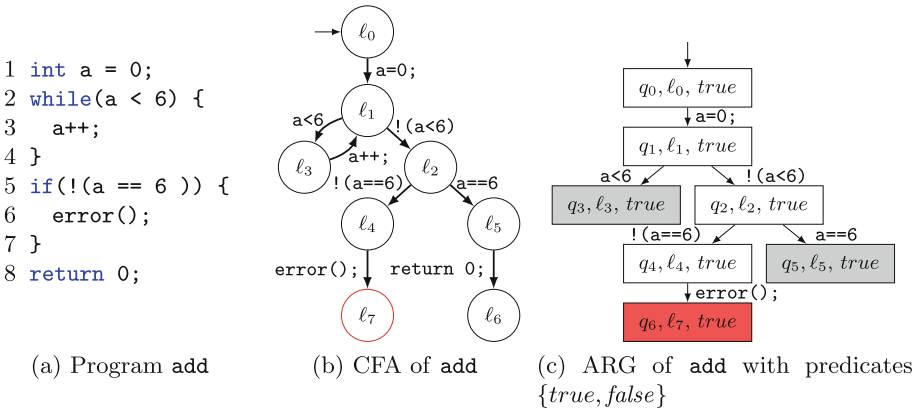 1 int a = 0;
2 while(a < 6) {
3 a++;
4 }
5 if(!(a == 6 )) {
6 error();
7 }
8 return 0;
(a) Program add
ℓ0
a=0;
ℓ1
a<6
!(a<6)
ℓ3
a++;
ℓ2
!(a==6)
a==6
ℓ4
ℓ5
error();
return 0;
ℓ7
ℓ6
(b) CFA of add
q0, ℓ0, true
a=0;
q1, ℓ1, true
a<6
!(a<6)
q3, ℓ3, true
q2, ℓ2, true
!(a==6)
a==6
q4, ℓ4, true
q5, ℓ5, true
error();
q6, ℓ7, true
(c) ARG of add with predicates
{true, false}